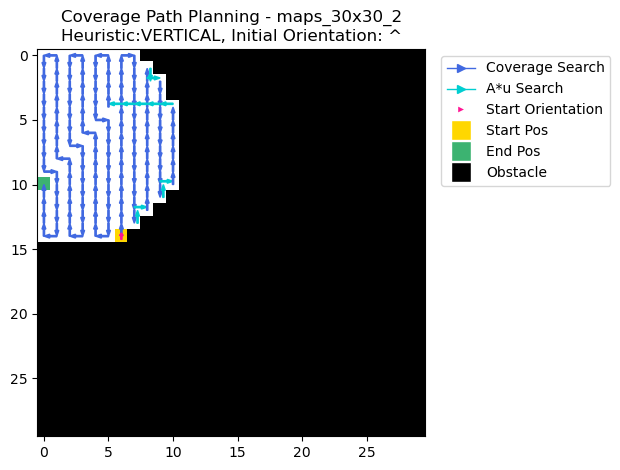 Coverage Path Planning - maps_30x30_2
Heuristic:VERTICAL, Initial Orientation: ^
Coverage Search
A*u Search
Start Orientation
Start Pos
End Pos
Obstacle
0
5
10
15
20
25
0
5
10
15
20
25